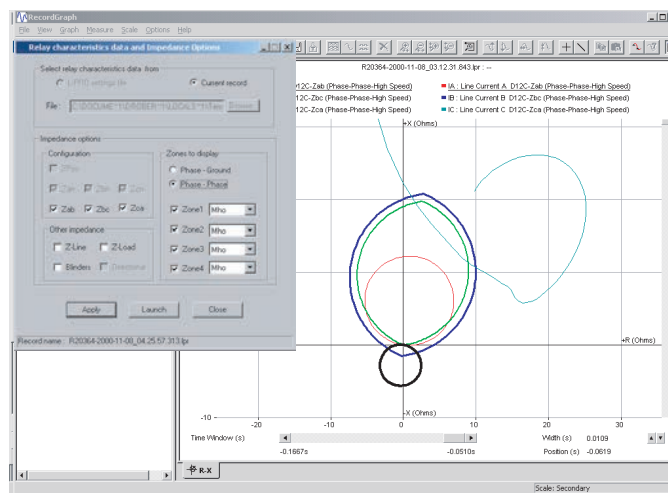 RecordGraph
File View Graph Measure Scale Options Help
Relay characteristics data and Impedance Options
Select relay characteristics data from
Current record
File :
Browse
Impedance options
Configuration
Zab Zbc Zca
Other impedance
Z-Line Z-Load
Blinders
Zones to display
Phase - Ground
Phase - Phase
Zone1 Mho
Zone2 Mho
Zone3 Mho
Zone4 Mho
Apply Launch Close
Record name : R20364-2000-11-08_04.25.57.313.lpr
R20364-2000-11-08_03.12.31.843.lpr : --
D12C-Zab (Phase-Phase-High Speed) IA : Line Current A D12C-Zab (Phase-Phase-High Speed)
D12C-Zbc (Phase-Phase-High Speed) IB : Line Current B D12C-Zbc (Phase-Phase-High Speed)
D12C-Zca (Phase-Phase-High Speed) IC : Line Current C D12C-Zca (Phase-Phase-High Speed)
+X (Ohms)
+R (Ohms)
-X (Ohms)
-10
-20 -10 0 10 20 30
Time Window (s) Width (s) 0.0109
-0.1667s -0.0510s Position (s) -0.0619
R-X
Scale: Secondary